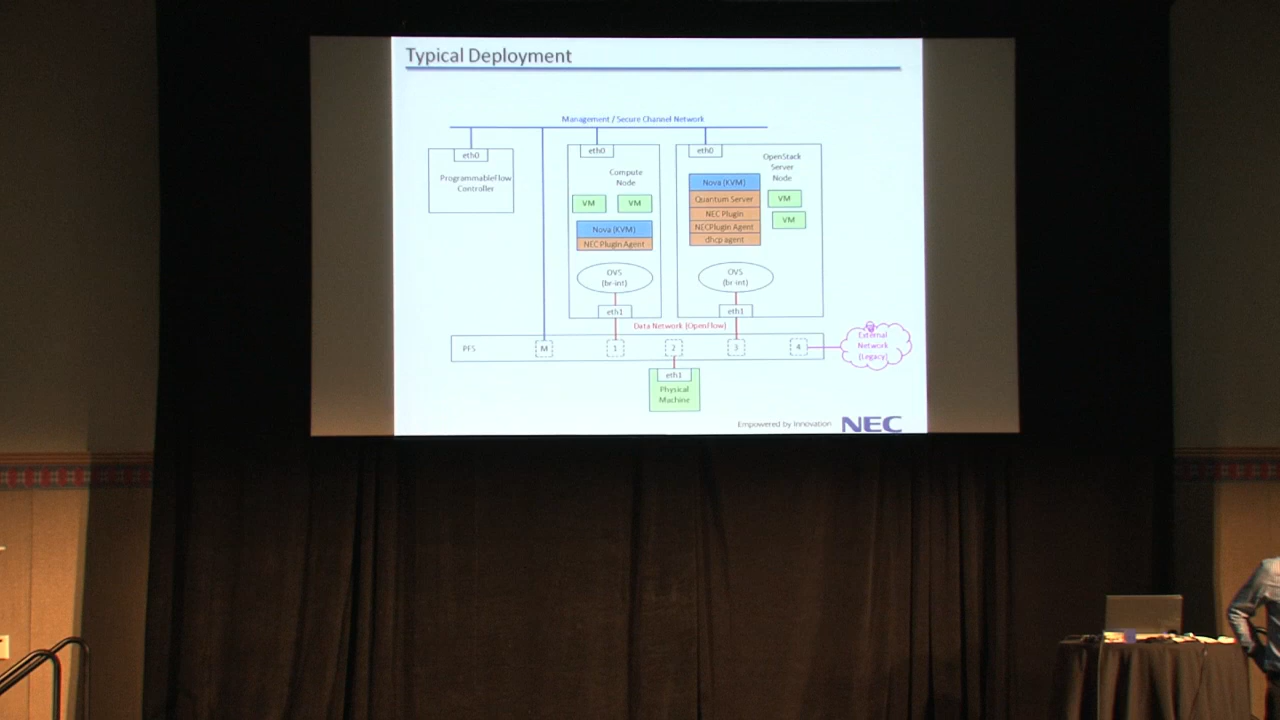 Typical Deployment
Management / Secure Channel Network
eth0
eth0
eth0
ProgrammableFlow
Controller
Compute
Node
VM
VM
Nova (KVM)
NEC Plugin Agent
OVS
(br-int)
eth1
OpenStack
Server
Node
Nova (KVM)
Quantum Server
NEC Plugin
NECPlugin Agent
dhcp agent
VM
VM
OVS
(br-int)
eth1
Data Network (OpenFlow)
PFS
M
1
2
3
4
External
Network
(Legacy)
eth1
Physical
Machine
Empowered by Innovation
NEC